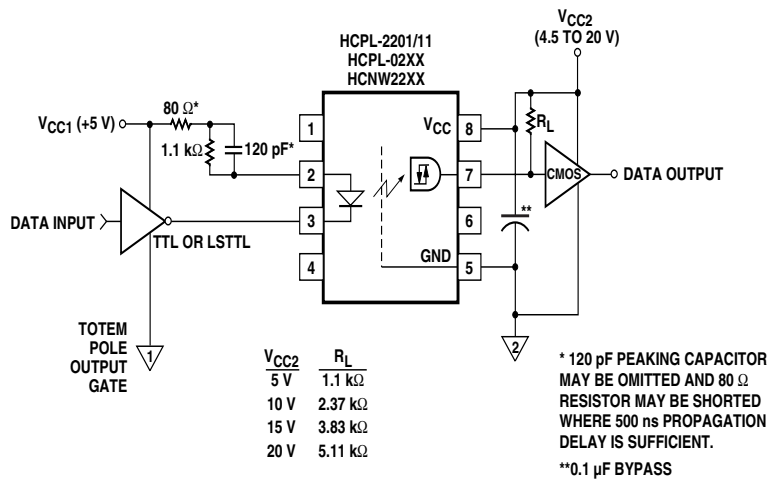 HCPL-2201/11
HCPL-02XX
HCNW22XX
VCC2
(4.5 TO 20 V)
VCC1 (+5 V)
80 Ω*
1.1 kΩ
120 pF*
1
2
3
4
VCC
8
7
6
GND
5
RL
CMOS
DATA OUTPUT
**
DATA INPUT
TTL OR LSTTL
TOTEM
POLE
OUTPUT
GATE
1
2
VCC2 RL
5 V 1.1 kΩ
10 V 2.37 kΩ
15 V 3.83 kΩ
20 V 5.11 kΩ
* 120 pF PEAKING CAPACITOR
MAY BE OMITTED AND 80 Ω
RESISTOR MAY BE SHORTED
WHERE 500 ns PROPAGATION
DELAY IS SUFFICIENT.
**0.1 µF BYPASS